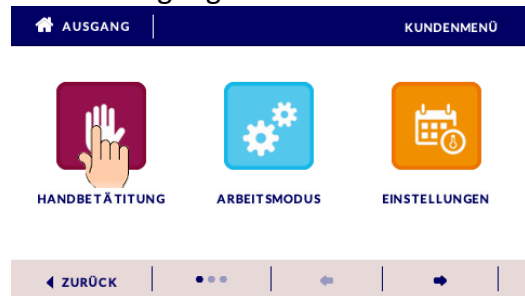 AUSGANG
KUNDENMENÜ
HANDBETÄTITUNG
ARBEITSMODUS
EINSTELLUNGEN
ZURÜCK